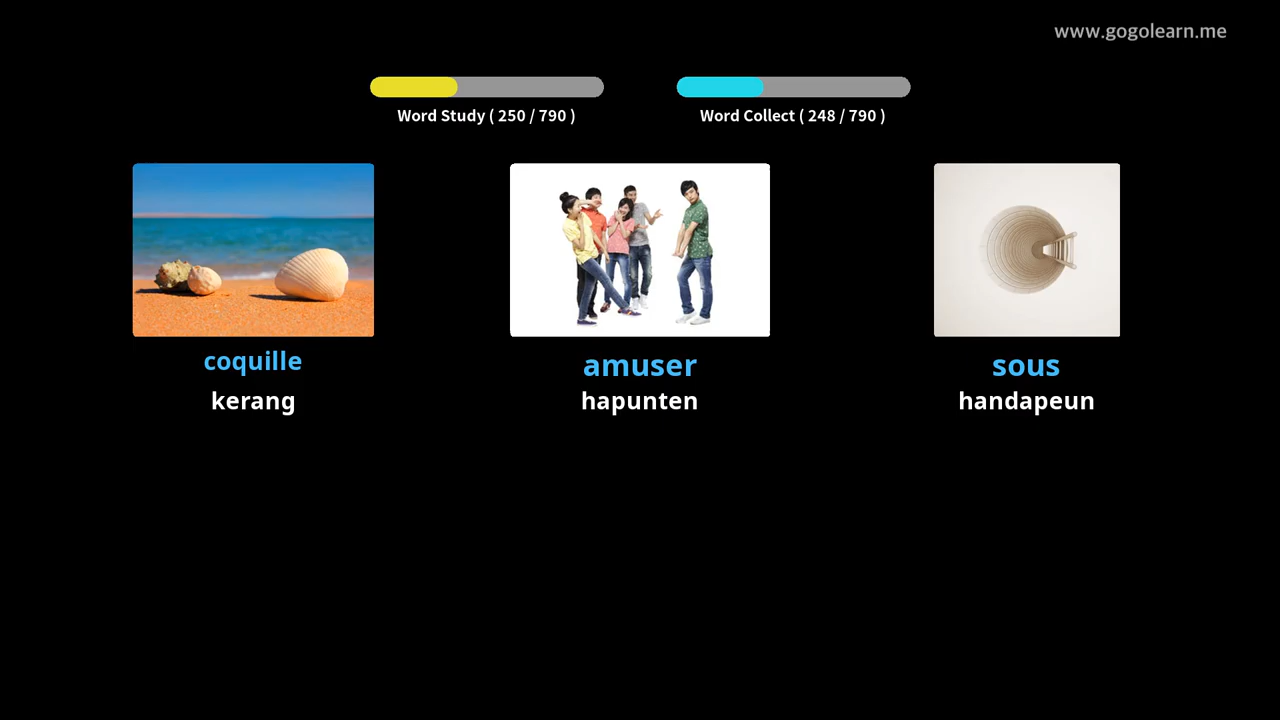 www.gogolearn.me
Word Study ( 250 / 790 )
Word Collect ( 248 / 790 )
coquille
kerang
amuser
hapunten
sous
handapeun